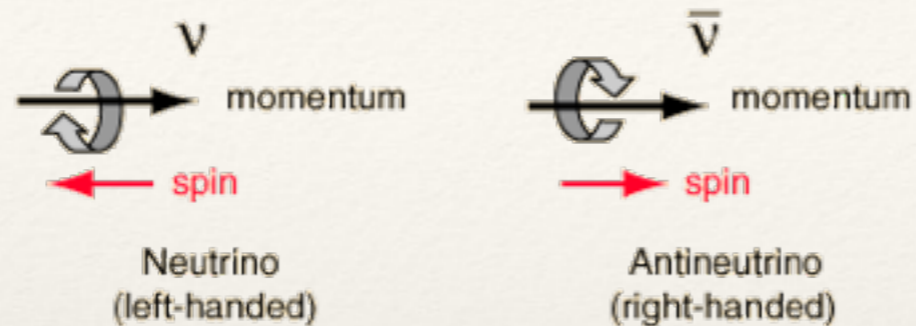 ν ν̅
momentum momentum
spin spin
Neutrino Antineutrino
(left-handed) (right-handed)